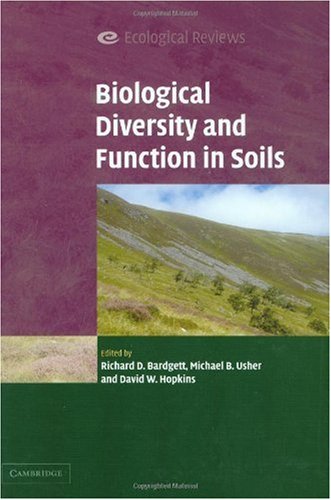 Ecological Reviews
Biological
Diversity and
Function in Soils
Edited by
Richard D. Bardgett, Michael B. Usher
and David W. Hopkins
CAMBRIDGE